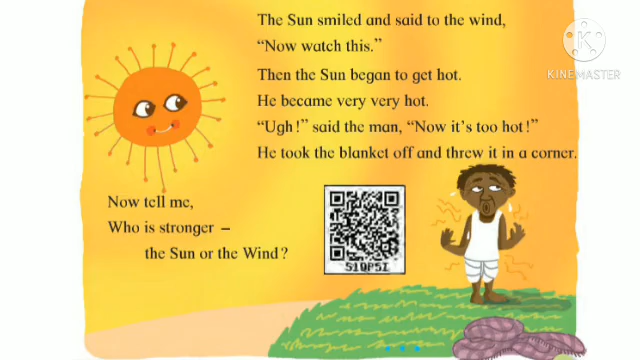 The Sun smiled and said to the wind,
“Now watch this.”
Then the Sun began to get hot.
He became very very hot.
“Ugh!” said the man, “Now it’s too hot!”
He took the blanket off and threw it in a corner.
Now tell me,
Who is stronger –
the Sun or the Wind?
S1QP5I
KINEMASTER